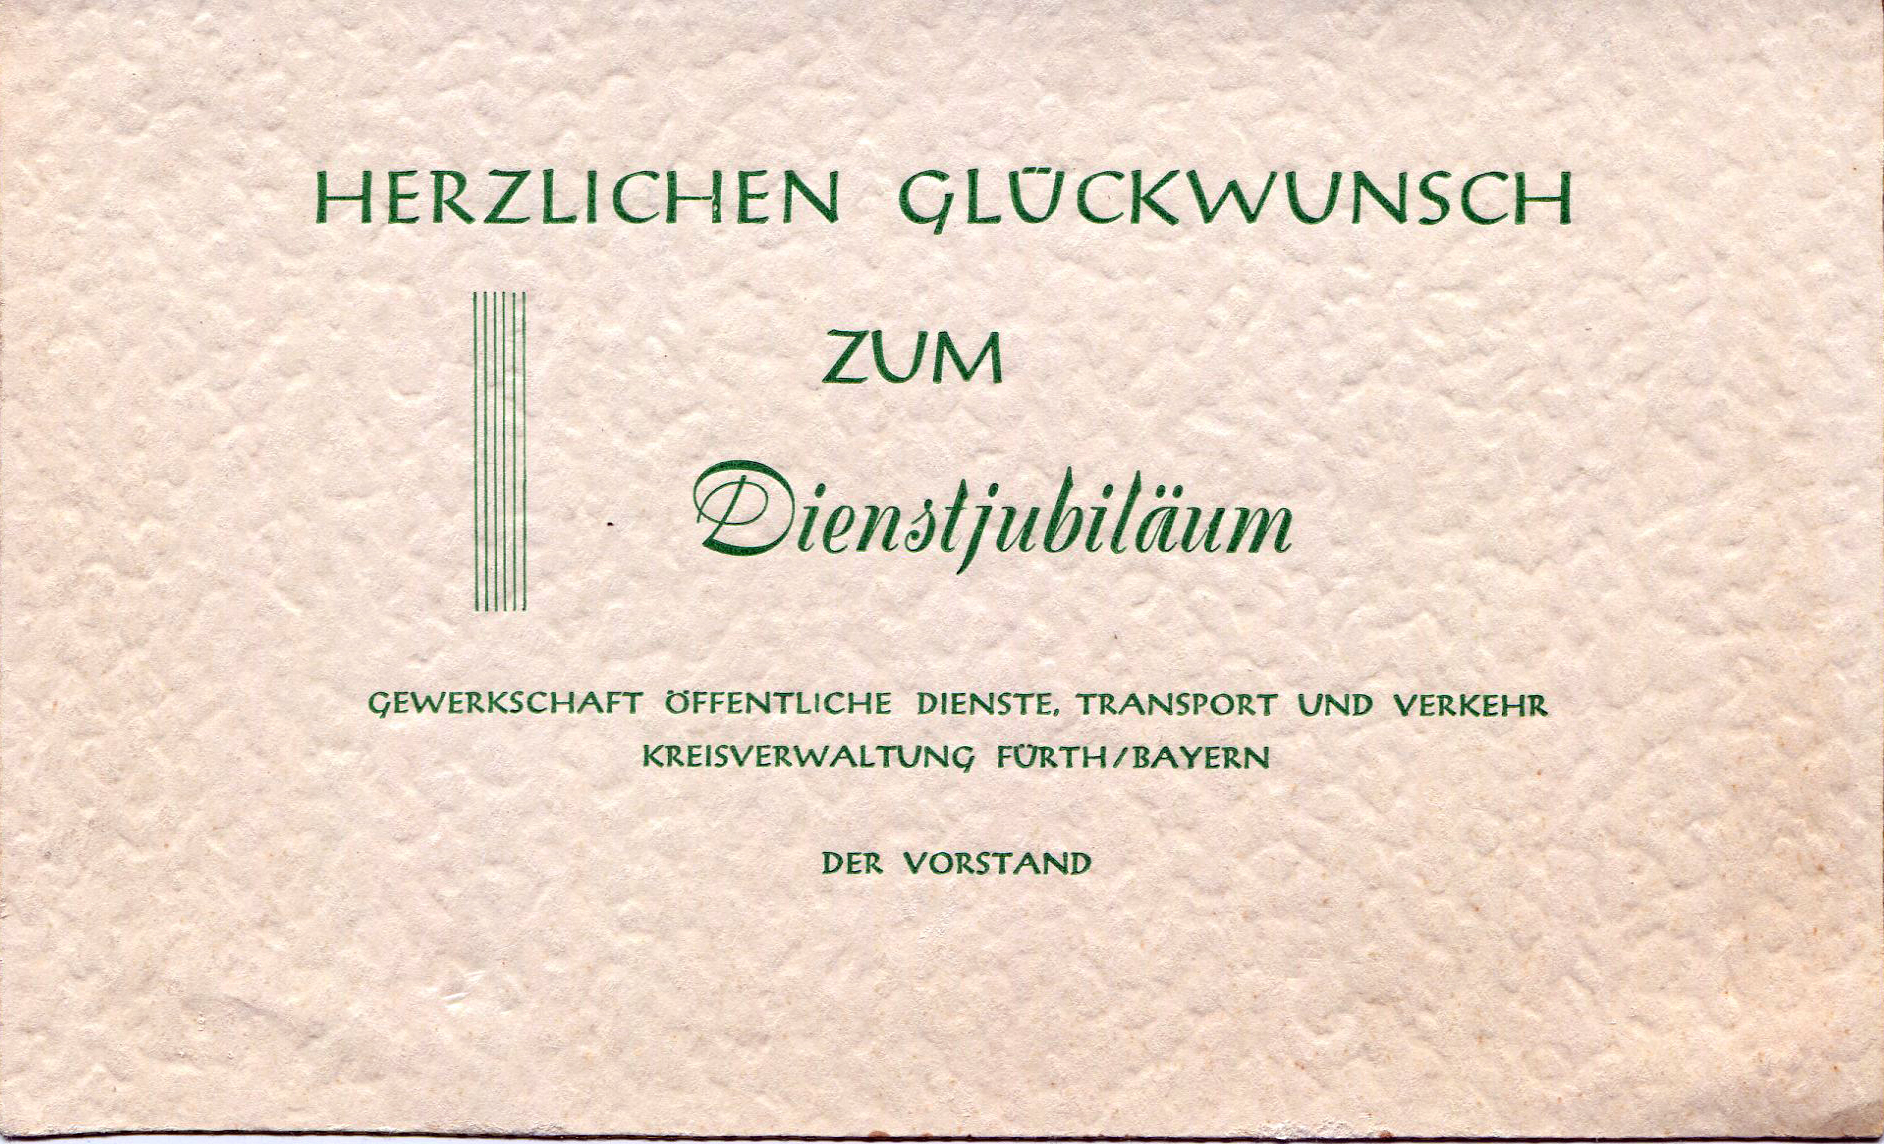 HERZLICHEN GLÜCKWUNSCH
ZUM
Dienstjubiläum
GEWERKSCHAFT ÖFFENTLICHE DIENSTE, TRANSPORT UND VERKEHR
KREISVERWALTUNG FÜRTH/BAYERN
DER VORSTAND